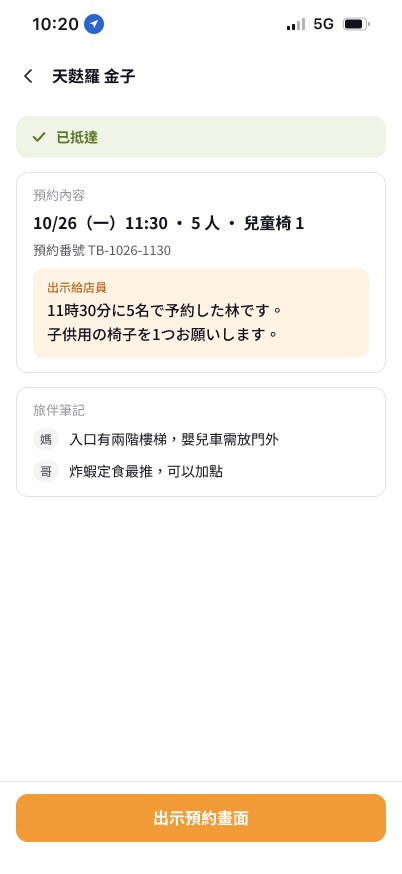 10:20
5G
天麩羅 金子
已抵達
預約內容
10/26（一）11:30 · 5 人 · 兒童椅 1
預約番號 TB-1026-1130
出示給店員
11時30分に5名で予約した林です。
子供用の椅子を1つお願いします。
旅伴筆記
媽 入口有兩階樓梯，嬰兒車需放門外
哥 炸蝦定食最推，可以加點
出示預約畫面